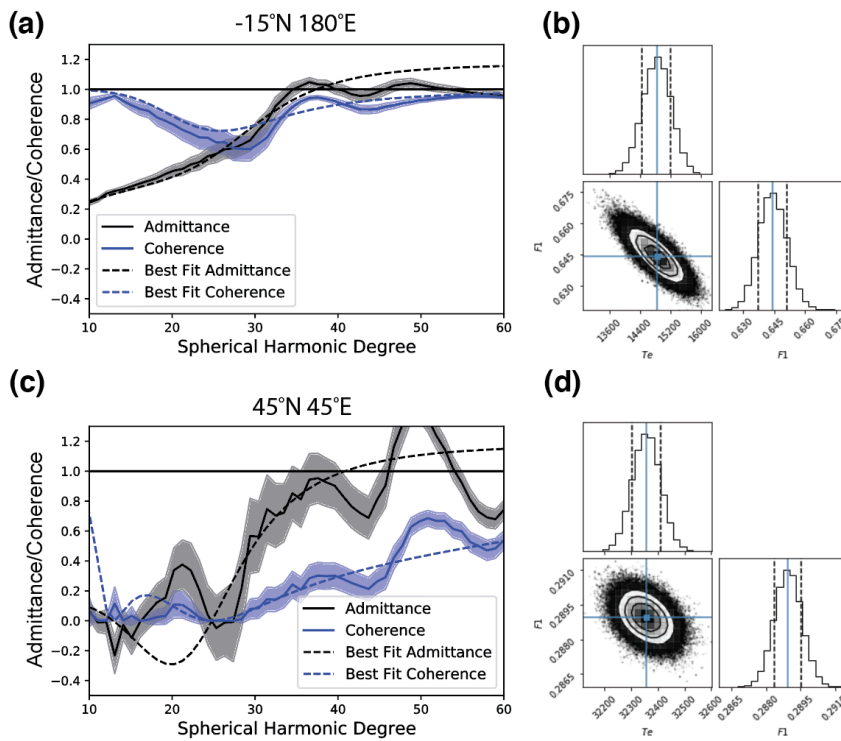 (a)
-15°N 180°E
1.2
1.0
0.8
0.6
0.4
0.2
0.0
−0.2
−0.4
Admittance/Coherence
Admittance
Coherence
Best Fit Admittance
Best Fit Coherence
10
20
30
40
50
60
Spherical Harmonic Degree
(b)
0.675
0.660
0.645
0.630
F1
13600
14400
15200
16000
Te
0.630
0.645
0.660
0.675
F1
(c)
45°N 45°E
1.2
1.0
0.8
0.6
0.4
0.2
0.0
−0.2
−0.4
Admittance/Coherence
Admittance
Coherence
Best Fit Admittance
Best Fit Coherence
10
20
30
40
50
60
Spherical Harmonic Degree
(d)
0.2910
0.2895
0.2880
0.2865
F1
32200
32300
32400
32500
32600
Te
0.2865
0.2880
0.2895
F1